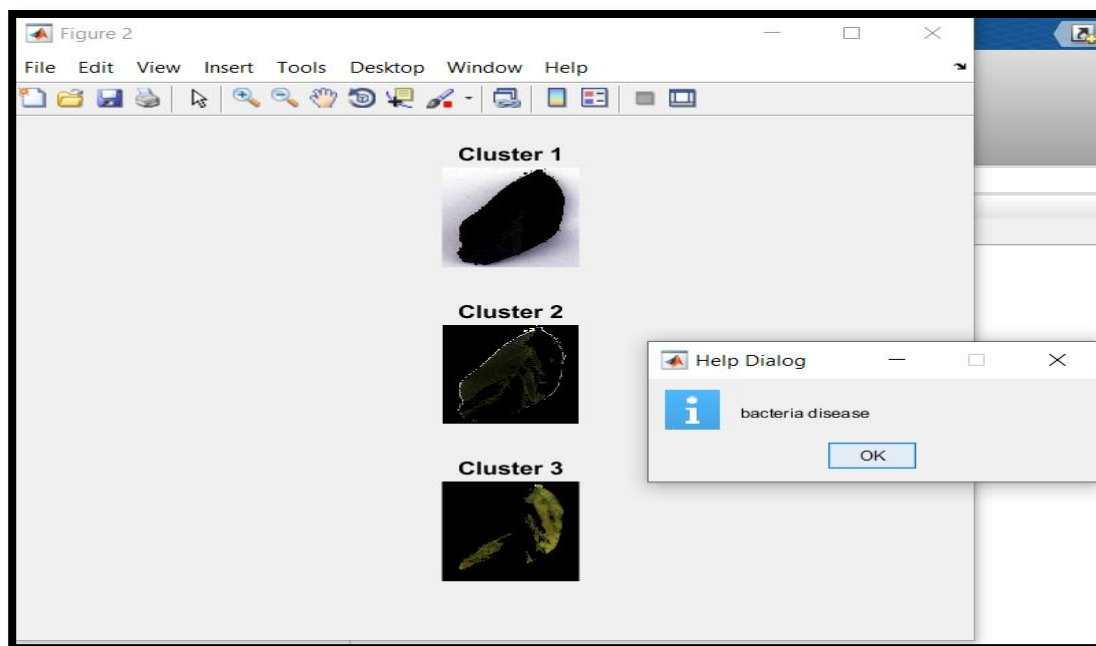 Figure 2
File Edit View Insert Tools Desktop Window Help
Cluster 1
Cluster 2
Cluster 3
Help Dialog
bacteria disease
OK